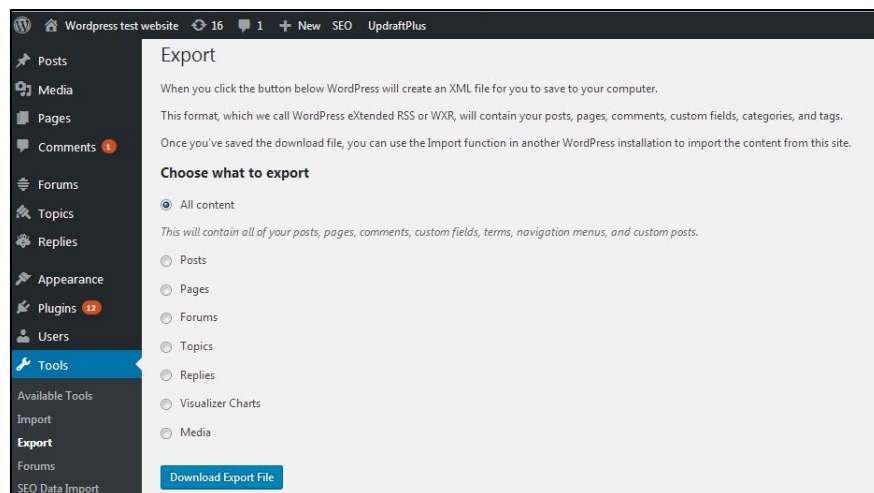 Wordpress test website 16 1 New SEO UpdraftPlus
Posts
Media
Pages
Comments 1
Forums
Topics
Replies
Appearance
Plugins 12
Users
Tools
Available Tools
Import
Export
Forums
SEO Data Import
Export
When you click the button below WordPress will create an XML file for you to save to your computer.
This format, which we call WordPress eXtended RSS or WXR, will contain your posts, pages, comments, custom fields, categories, and tags.
Once you've saved the download file, you can use the Import function in another WordPress installation to import the content from this site.
Choose what to export
All content
This will contain all of your posts, pages, comments, custom fields, terms, navigation menus, and custom posts.
Posts
Pages
Forums
Topics
Replies
Visualizer Charts
Media
Download Export File